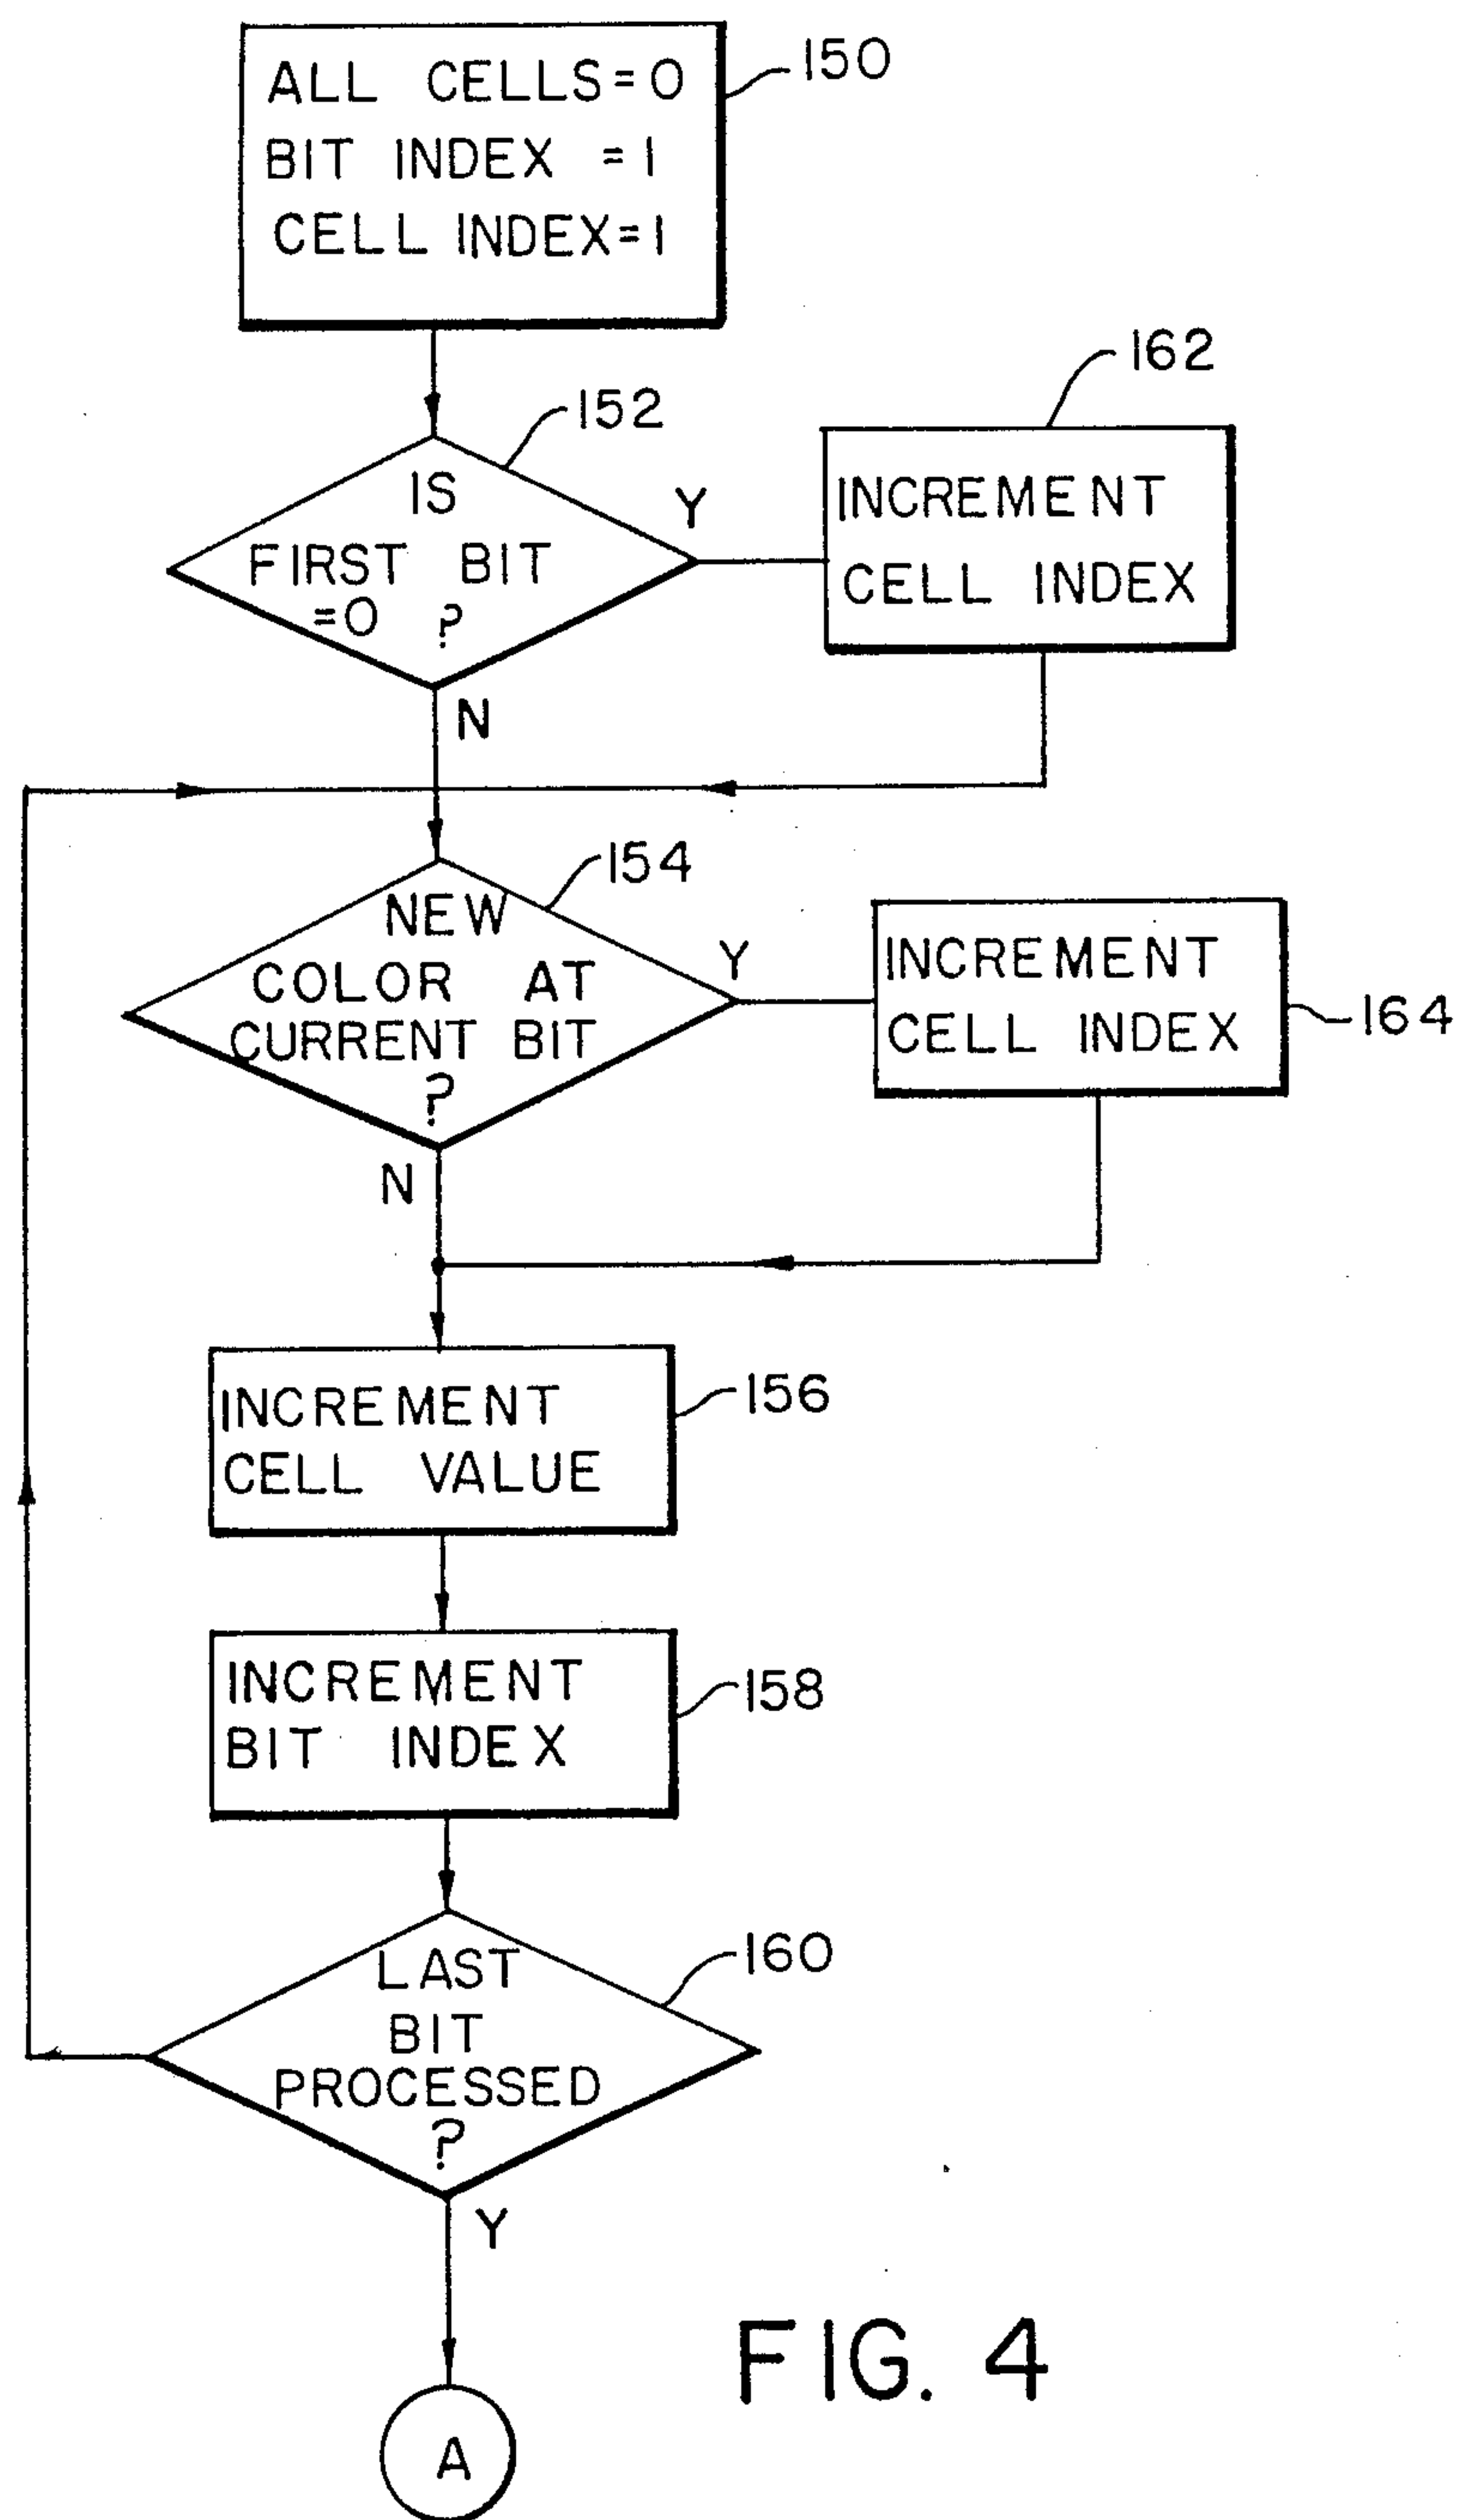 ALL CELLS=0
BIT INDEX =1
CELL INDEX=1
150
152
IS
FIRST BIT
=0 ?
Y
N
162
INCREMENT
CELL INDEX
154
NEW
COLOR AT
CURRENT BIT
?
Y
N
INCREMENT
CELL INDEX
164
INCREMENT
CELL VALUE
156
INCREMENT
BIT INDEX
158
160
LAST
BIT
PROCESSED
?
Y
A
FIG. 4